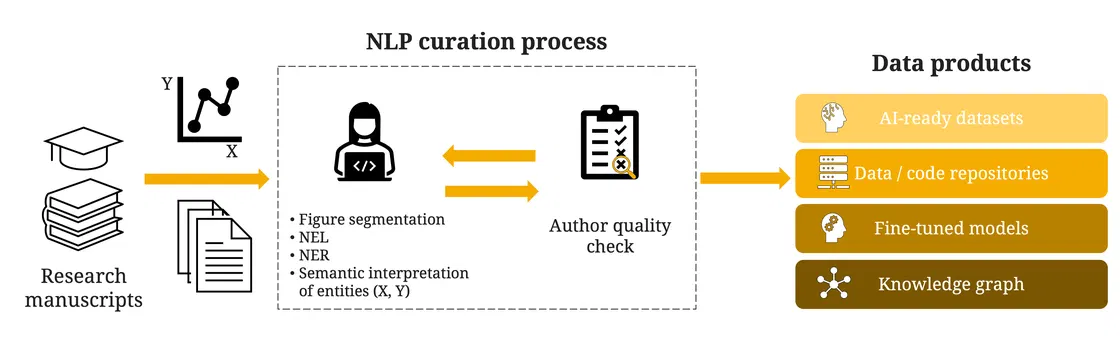 NLP curation process
Data products
Y
X
Research
manuscripts
</>
• Figure segmentation
• NEL
• NER
• Semantic interpretation
of entities (X, Y)
Author quality
check
AI-ready datasets
Data / code repositories
Fine-tuned models
Knowledge graph